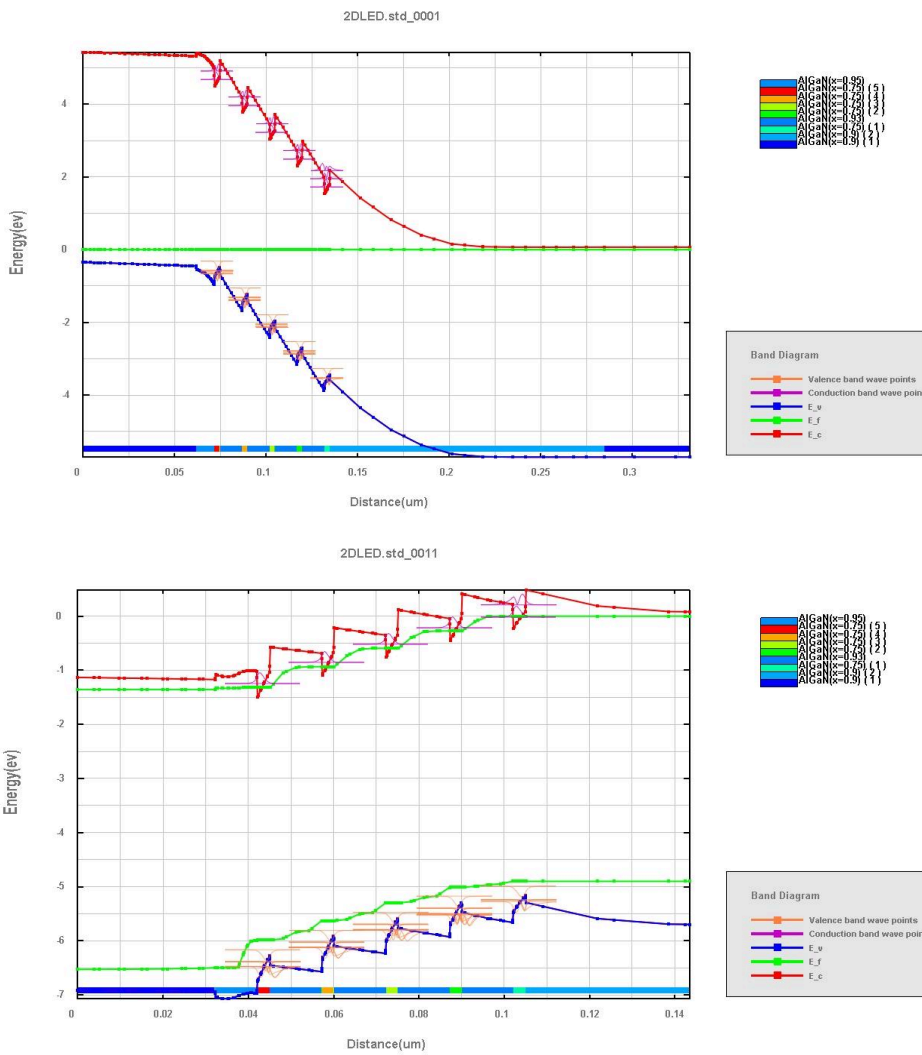 2DLED.std_0001
4
2
0
-2
4
Energy(ev)
0
0.05
0.1
0.15
0.2
0.25
0.3
Distance(um)
AlGaN(x=0.95)
AlGaN(x=0.75) ( 5 )
AlGaN(x=0.75) ( 4 )
AlGaN(x=0.75) ( 3 )
AlGaN(x=0.75) ( 2 )
AlGaN(x=0.93)
AlGaN(x=0.75) ( 1 )
AlGaN(x=0.9) ( 2 )
AlGaN(x=0.9) ( 1 )
Band Diagram
Valence band wave points
Conduction band wave poin
E_v
E_f
E_c
2DLED.std_0011
0
-1
-2
-3
-4
-5
-6
-7
Energy(ev)
0
0.02
0.04
0.06
0.08
0.1
0.12
0.14
Distance(um)
AlGaN(x=0.95)
AlGaN(x=0.75) ( 5 )
AlGaN(x=0.75) ( 4 )
AlGaN(x=0.75) ( 3 )
AlGaN(x=0.75) ( 2 )
AlGaN(x=0.93)
AlGaN(x=0.75) ( 1 )
AlGaN(x=0.9) ( 2 )
AlGaN(x=0.9) ( 1 )
Band Diagram
Valence band wave points
Conduction band wave poin
E_v
E_f
E_c